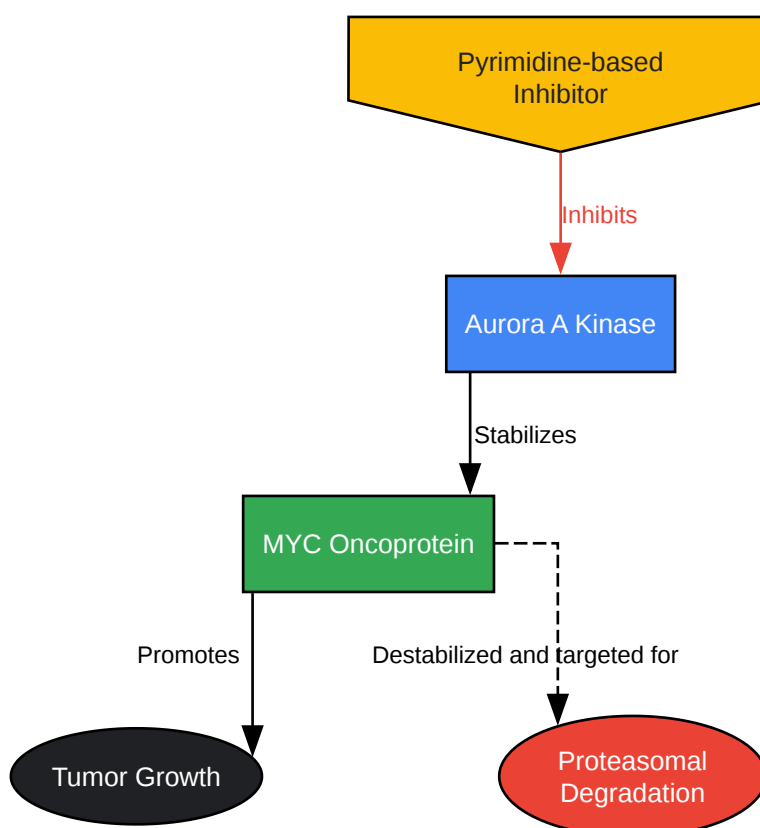 Pyrimidine-based
Inhibitor
Inhibits
Aurora A Kinase
Stabilizes
MYC Oncoprotein
Promotes
Destabilized and targeted for
Tumor Growth
Proteasomal
Degradation